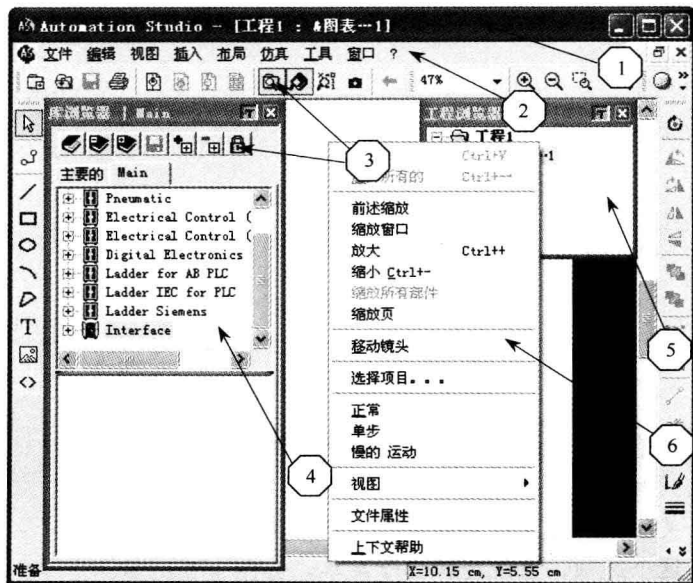 Automation Studio - [工程1 : &图表…1]
文件 编辑 视图 插入 布局 仿真 工具 窗口 ?
47%
1
2
3
库浏览器 Main
工程浏览器
工程1
主要的 Main
Pneumatic
Electrical Control (
Electrical Control (
Digital Electronics
Ladder for AB PLC
Ladder IEC for PLC
Ladder Siemens
Interface
Ctrl+V
所有的
前述缩放
缩放窗口
放大 Ctrl++
缩小 Ctrl+-
缩放所有部件
缩放页
移动镜头
选择项目...
正常
单步
慢的 运动
视图
文件属性
上下文帮助
T
4
5
6
准备
X=10.15 cm, Y=5.55 cm